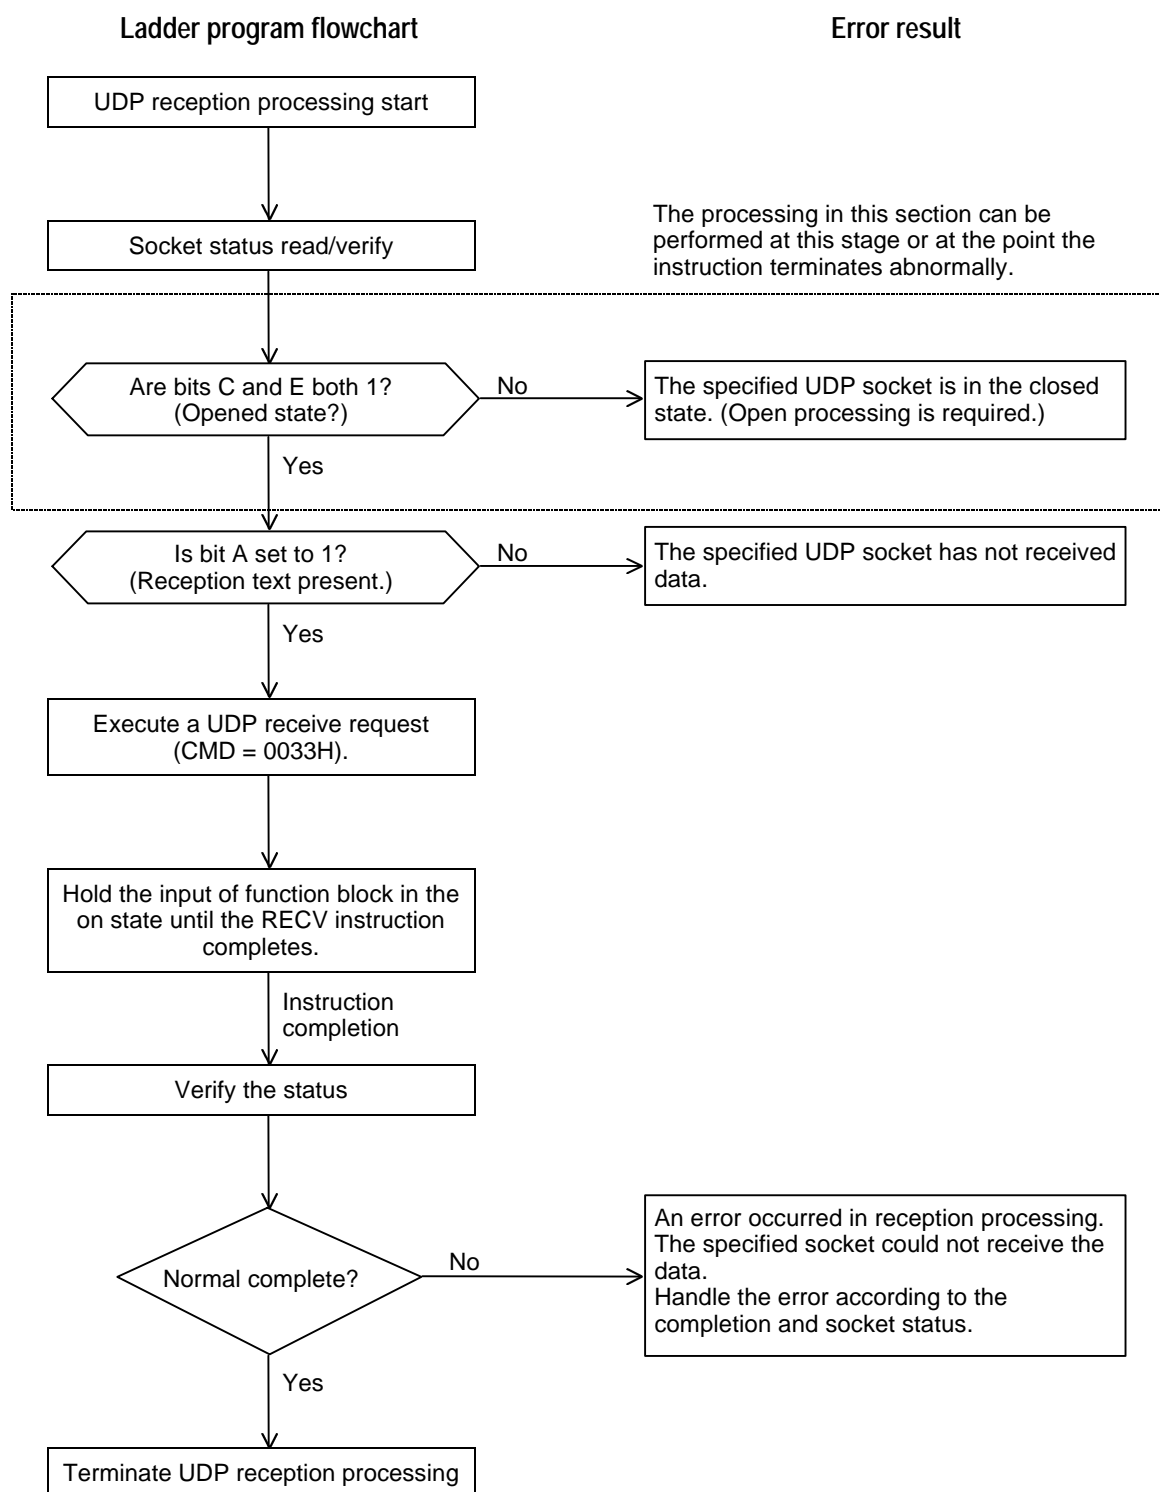 Ladder program flowchart
Error result
UDP reception processing start
Socket status read/verify
The processing in this section can be
performed at this stage or at the point the
instruction terminates abnormally.
Are bits C and E both 1?
(Opened state?)
No
The specified UDP socket is in the closed
state. (Open processing is required.)
Yes
Is bit A set to 1?
(Reception text present.)
No
The specified UDP socket has not received
data.
Yes
Execute a UDP receive request
(CMD = 0033H).
Hold the input of function block in the
on state until the RECV instruction
completes.
Instruction
completion
Verify the status
Normal complete?
No
An error occurred in reception processing.
The specified socket could not receive the
data.
Handle the error according to the
completion and socket status.
Yes
Terminate UDP reception processing